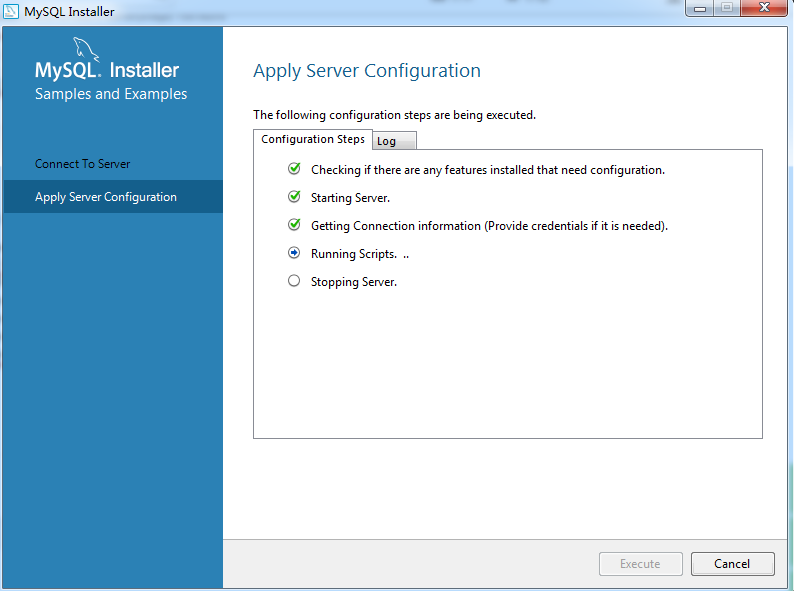 MySQL Installer
MySQL. Installer
Samples and Examples
Connect To Server
Apply Server Configuration
Apply Server Configuration
The following configuration steps are being executed.
Configuration Steps
Log
Checking if there are any features installed that need configuration.
Starting Server.
Getting Connection information (Provide credentials if it is needed).
Running Scripts. ..
Stopping Server.
Execute
Cancel